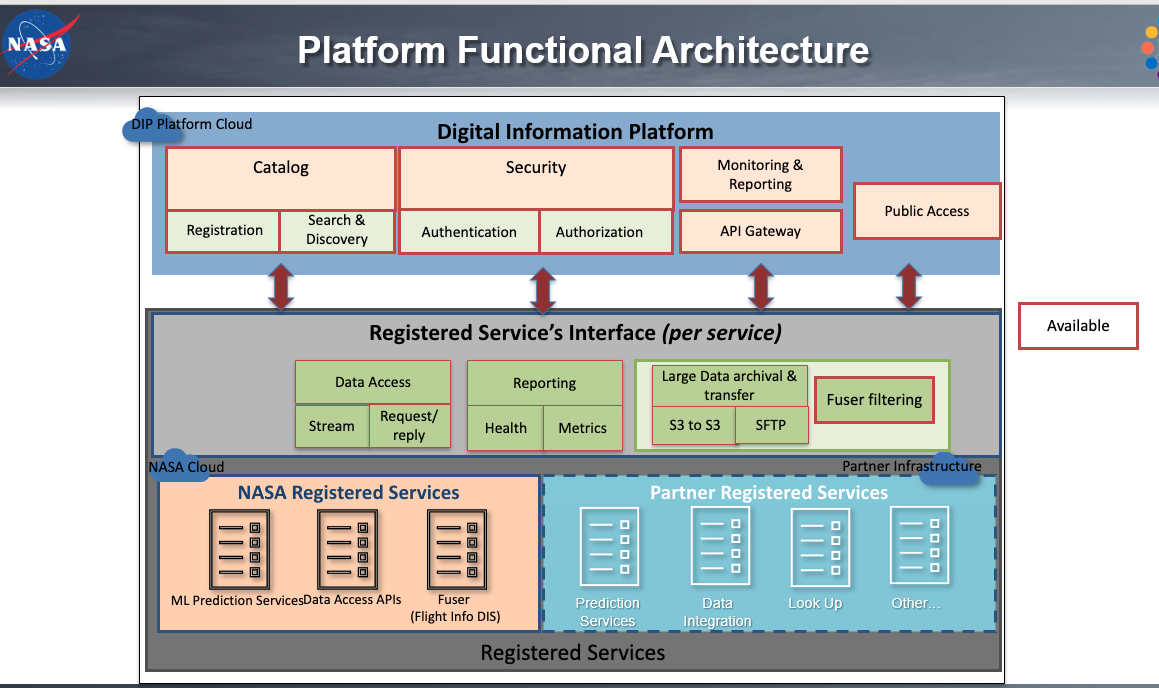 NASA
Platform Functional Architecture
DIP Platform Cloud
Digital Information Platform
Catalog
Security
Monitoring &
Reporting
Public Access
Registration
Search &
Discovery
Authentication
Authorization
API Gateway
Registered Service's Interface (per service)
Available
Data Access
Stream
Request/
reply
Reporting
Health
Metrics
Large Data archival &
transfer
S3 to S3
SFTP
Fuser filtering
NASA Cloud
Partner Infrastructure
NASA Registered Services
ML Prediction Services
Data Access APIs
Fuser
(Flight Info DIS)
Partner Registered Services
Prediction
Services
Data
Integration
Look Up
Other...
Registered Services